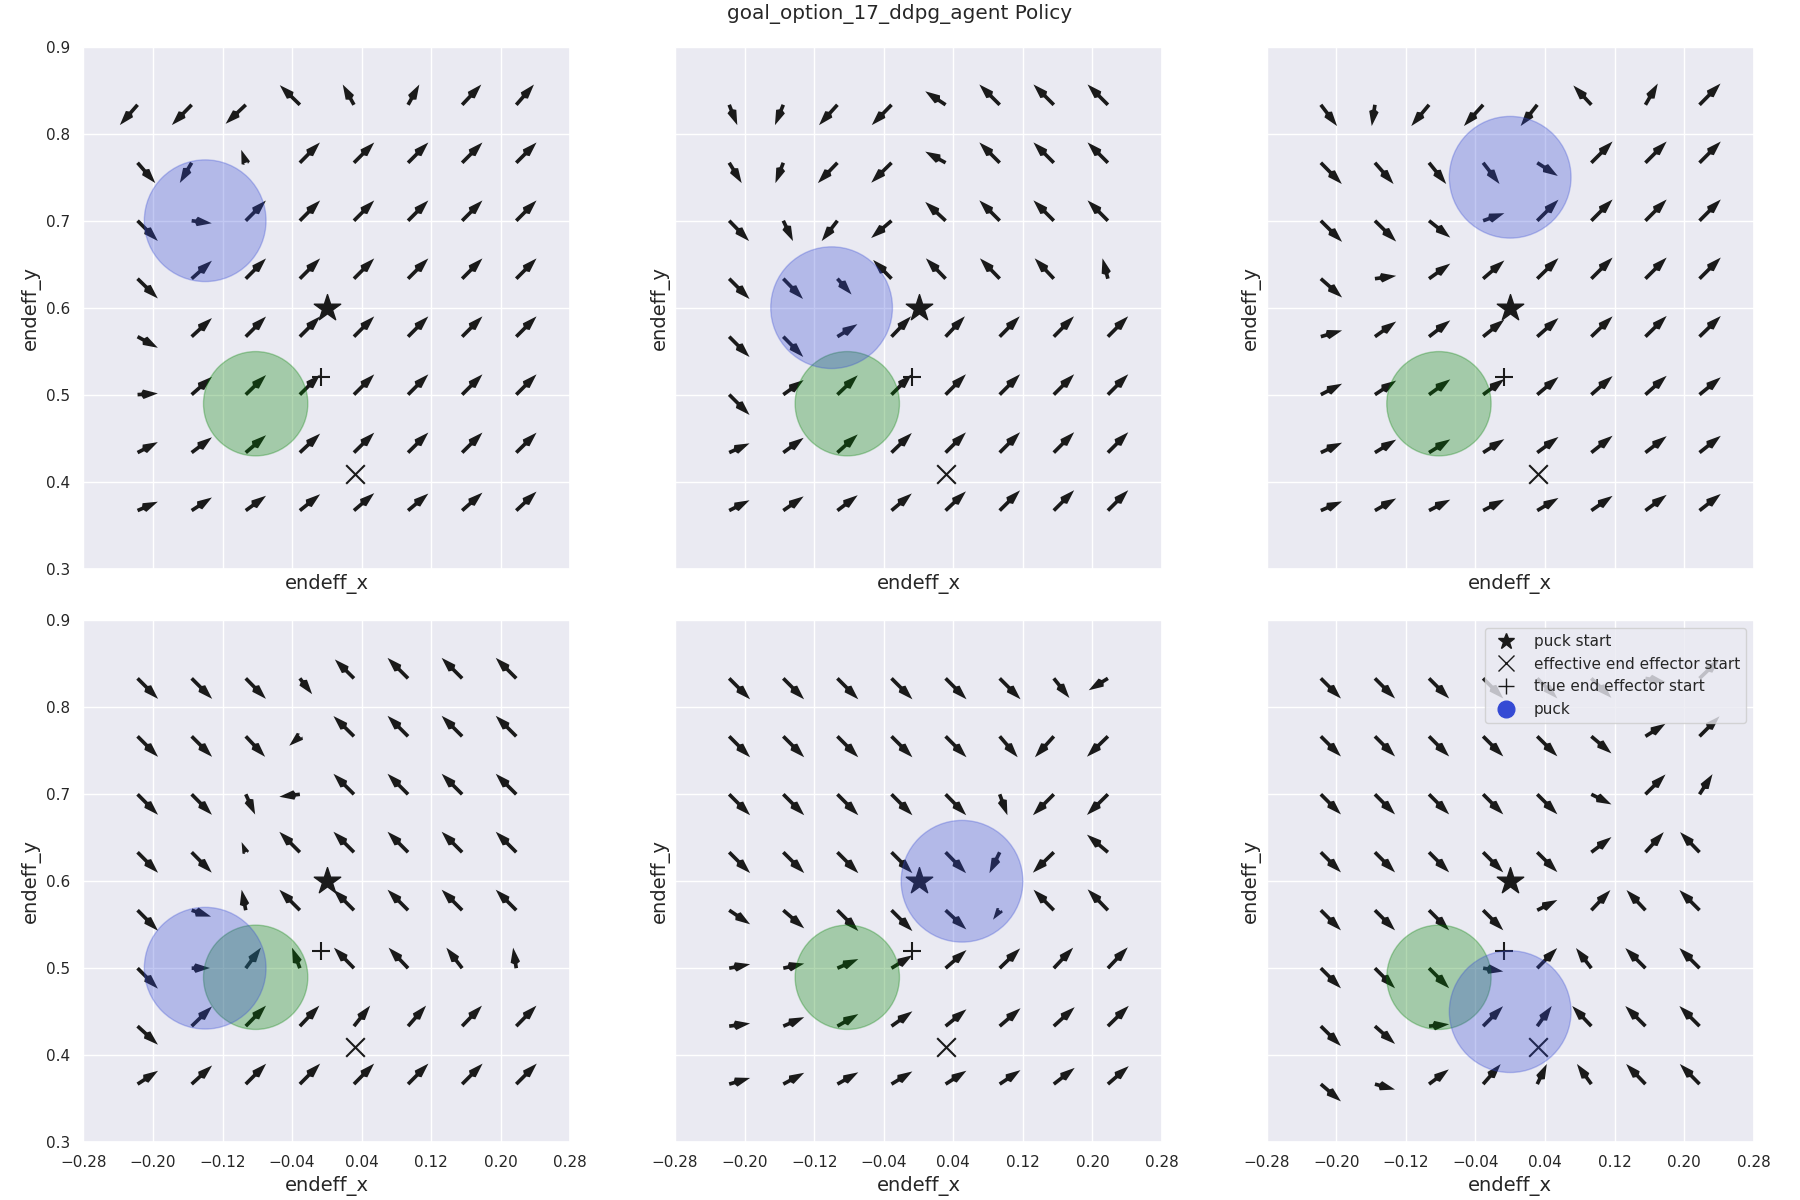 goal_option_17_ddpg_agent Policy
0.9
0.8
0.7
0.6
0.5
0.4
0.3
endeff_y
endeff_x
endeff_y
endeff_x
endeff_y
endeff_x
0.9
0.8
0.7
0.6
0.5
0.4
0.3
endeff_y
−0.28 −0.20 −0.12 −0.04 0.04 0.12 0.20 0.28
endeff_x
endeff_y
−0.28 −0.20 −0.12 −0.04 0.04 0.12 0.20 0.28
endeff_x
puck start
effective end effector start
true end effector start
puck
endeff_y
−0.28 −0.20 −0.12 −0.04 0.04 0.12 0.20 0.28
endeff_x